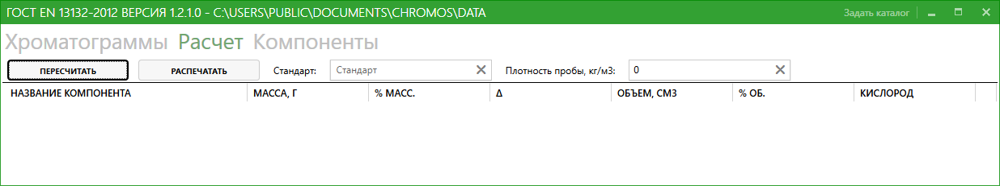 ГОСТ EN 13132-2012 ВЕРСИЯ 1.2.1.0 - C:\USERS\PUBLIC\DOCUMENTS\CHROMOS\DATA Задать каталог
Хроматограммы Расчет Компоненты
ПЕРЕСЧИТАТЬ РАСПЕЧАТАТЬ Стандарт: Стандарт Плотность пробы, кг/м3: 0
НАЗВАНИЕ КОМПОНЕНТА МАССА, Г % МАСС. Δ ОБЪЕМ, СМ3 % ОБ. КИСЛОРОД